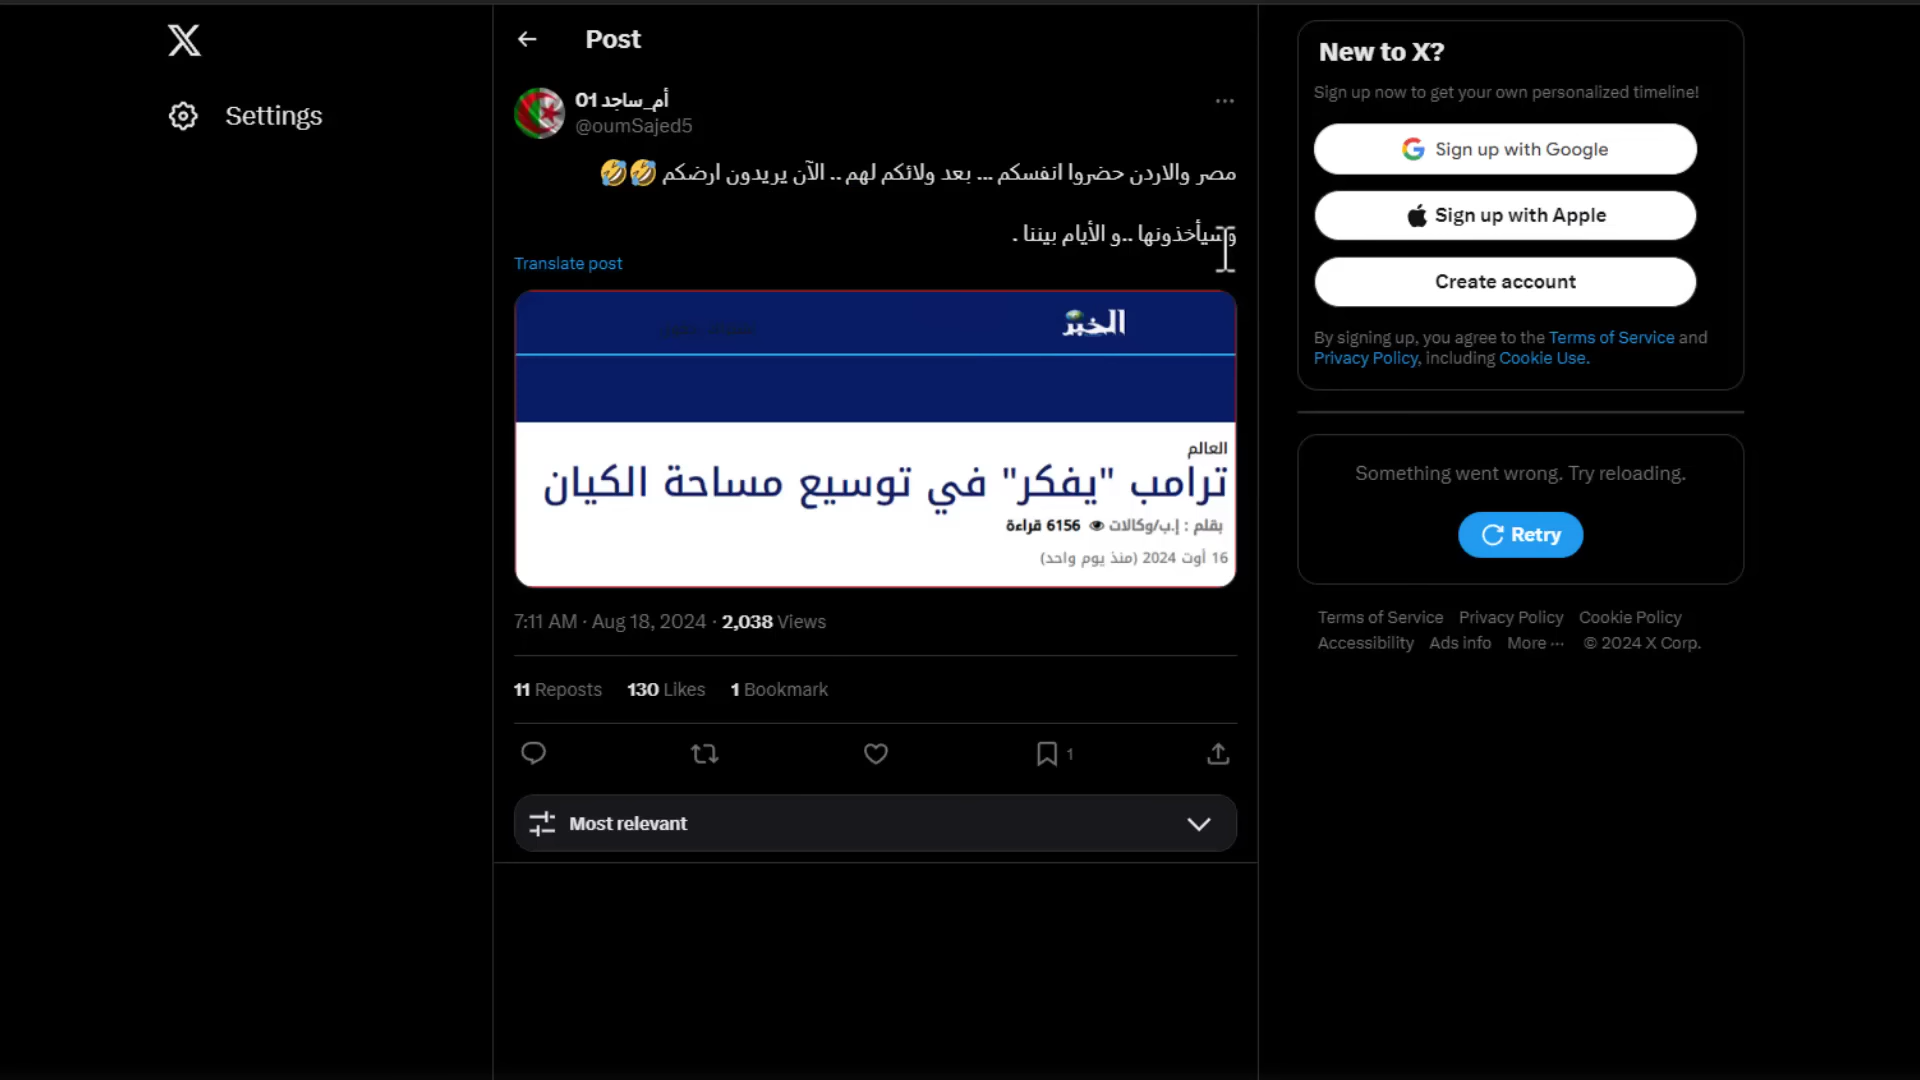 Settings
Post
أم_ساجد 01
@oumSajed5
مصر والاردن حضروا انفسكم ... بعد ولائكم لهم .. الآن يريدون ارضكم 🤣🤣
وسيأخذونها ..و الأيام بيننا .
Translate post
الخبر
العالم
ترامب "يفكر" في توسيع مساحة الكيان
بقلم : إ.ب/وكالات 6156 قراءة
16 أوت 2024 (منذ يوم واحد)
7:11 AM · Aug 18, 2024 · 2,038 Views
11 Reposts 130 Likes 1 Bookmark
1
Most relevant
New to X?
Sign up now to get your own personalized timeline!
Sign up with Google
Sign up with Apple
Create account
By signing up, you agree to the Terms of Service and
Privacy Policy, including Cookie Use.
Something went wrong. Try reloading.
Retry
Terms of Service Privacy Policy Cookie Policy
Accessibility Ads info More ··· © 2024 X Corp.